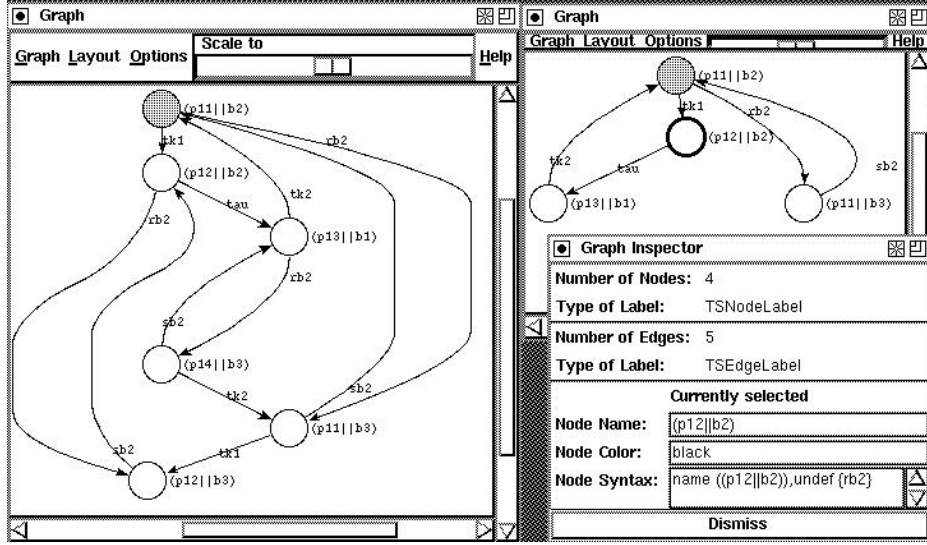 Graph
Graph Layout Options
Scale to
Help
(p11||b2)
rb2
tk1
(p12||b2)
tk2
rb2
tau
(p13||b1)
rb2
sb2
(p14||b3)
tk2
sb2
(p11||b3)
tk1
sb2
(p12||b3)
Graph
Graph Layout Options
Help
(p11||b2)
tk1
rb2
(p12||b2)
tk2
tau
sb2
(p13||b1)
(p11||b3)
Graph Inspector
Number of Nodes: 4
Type of Label: TSNodeLabel
Number of Edges: 5
Type of Label: TSEdgeLabel
Currently selected
Node Name: (p12||b2)
Node Color: black
Node Syntax: name ((p12||b2)),undef {rb2}
Dismiss